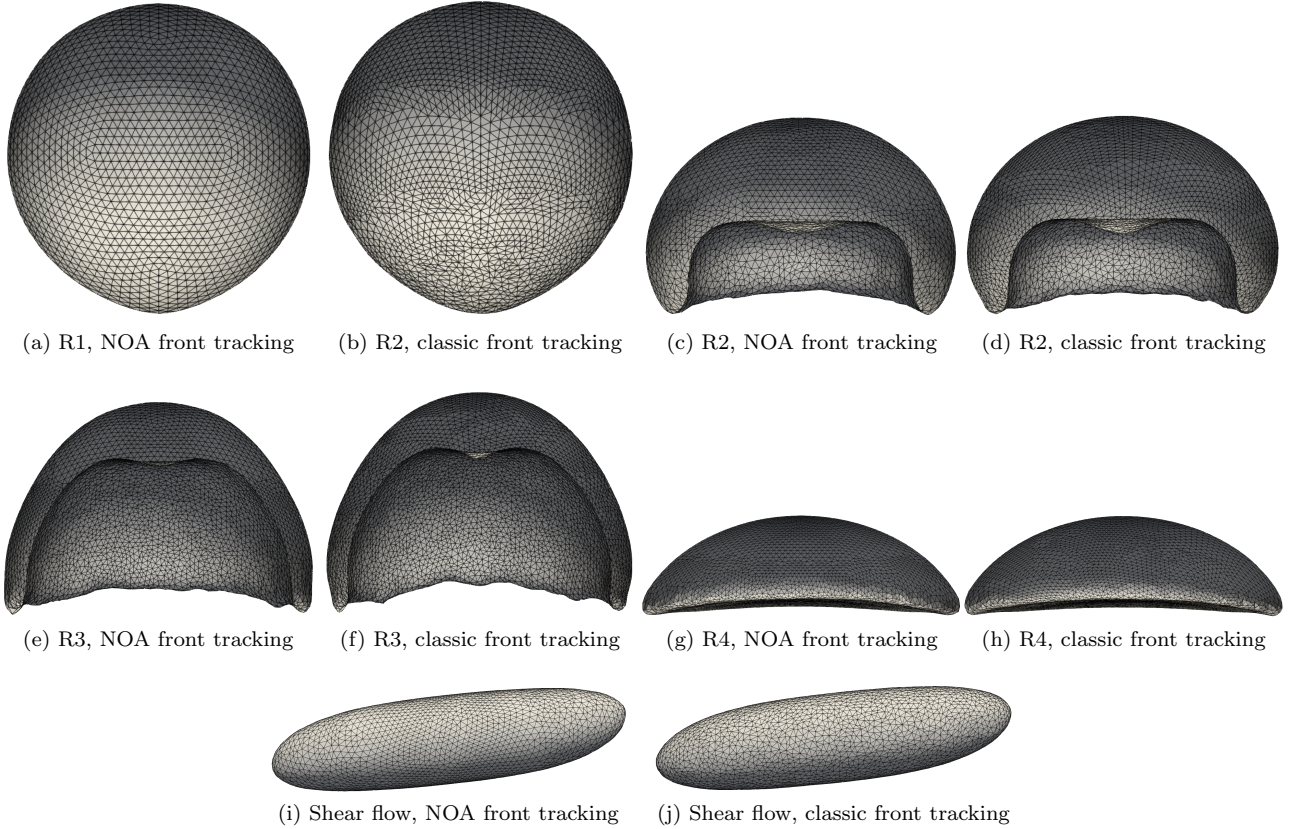 (a) R1, NOA front tracking
(b) R2, classic front tracking
(c) R2, NOA front tracking
(d) R2, classic front tracking
(e) R3, NOA front tracking
(f) R3, classic front tracking
(g) R4, NOA front tracking
(h) R4, classic front tracking
(i) Shear flow, NOA front tracking
(j) Shear flow, classic front tracking